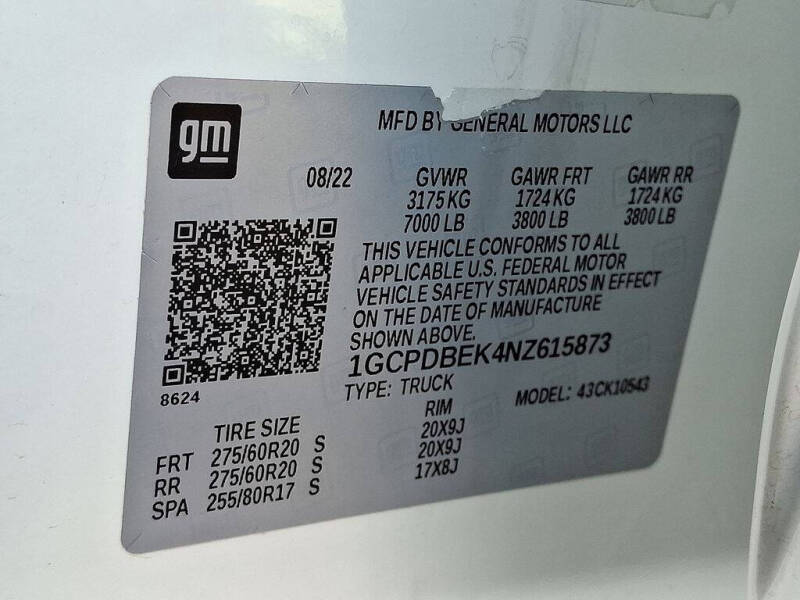 gm
MFD BY GENERAL MOTORS LLC
08/22 GVWR GAWR FRT GAWR RR
3175 KG 1724 KG 1724 KG
7000 LB 3800 LB 3800 LB
THIS VEHICLE CONFORMS TO ALL
APPLICABLE U.S. FEDERAL MOTOR
VEHICLE SAFETY STANDARDS IN EFFECT
ON THE DATE OF MANUFACTURE
SHOWN ABOVE.
1GCPDBEK4NZ615873
8624
TYPE: TRUCK MODEL: 43CK10543
TIRE SIZE RIM
FRT 275/60R20 S 20X9J
RR 275/60R20 S 20X9J
SPA 255/80R17 S 17X8J